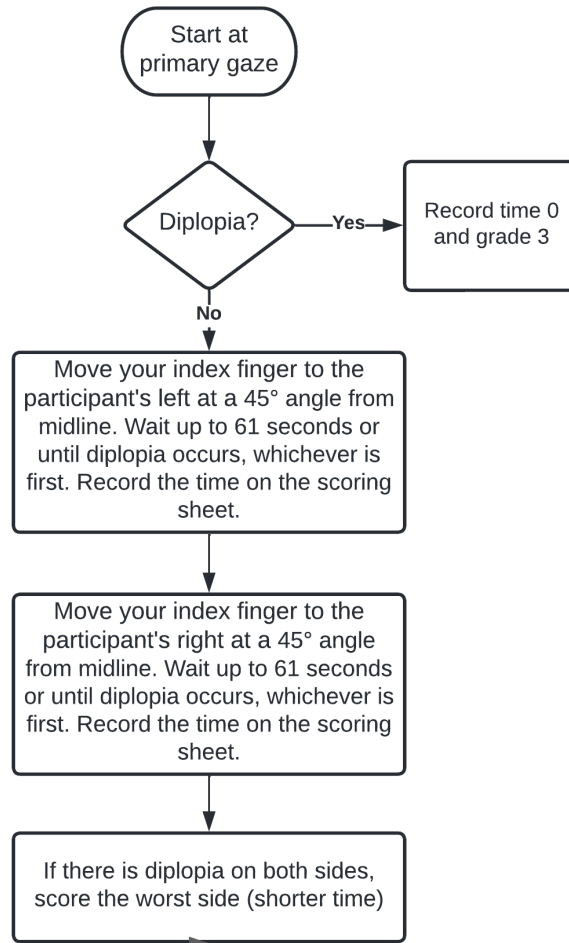 Start at
primary gaze
Diplopia?
Yes
Record time 0
and grade 3
No
Move your index finger to the
participant's left at a 45° angle from
midline. Wait up to 61 seconds or
until diplopia occurs, whichever is
first. Record the time on the scoring
sheet.
Move your index finger to the
participant's right at a 45° angle
from midline. Wait up to 61 seconds
or until diplopia occurs, whichever is
first. Record the time on the scoring
sheet.
If there is diplopia on both sides,
score the worst side (shorter time)